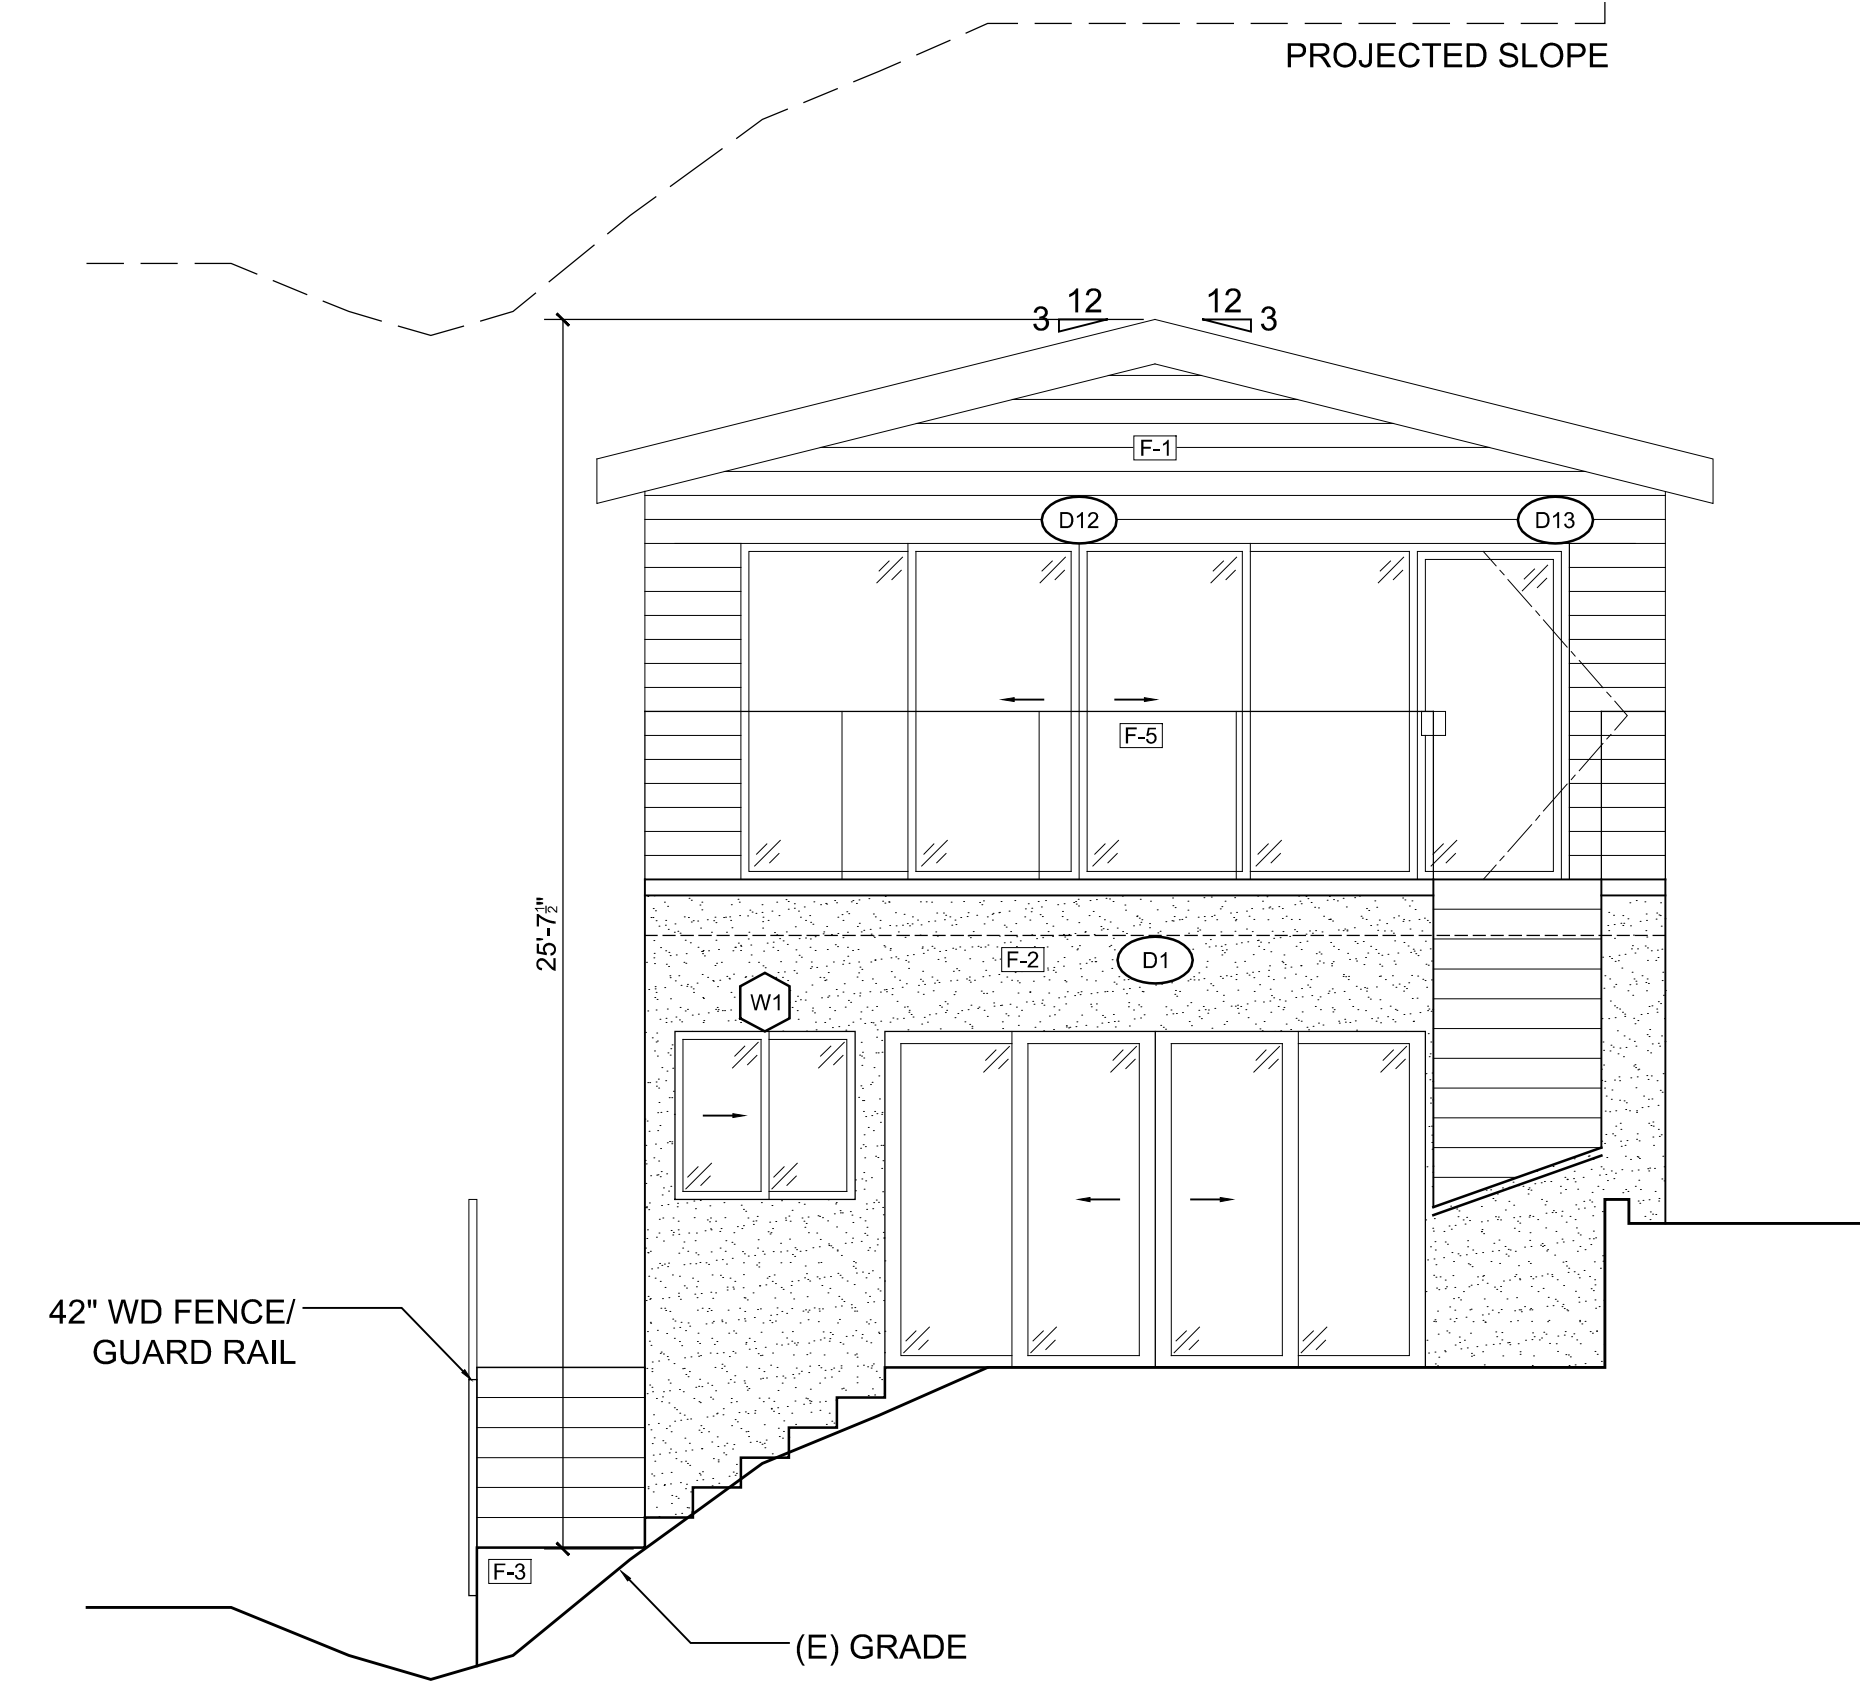 PROJECTED SLOPE
3 12 12 3
F-1
D12 D13
F-5
25'-7½"
F-2 D1
W1
42" WD FENCE/
GUARD RAIL
F-3
(E) GRADE